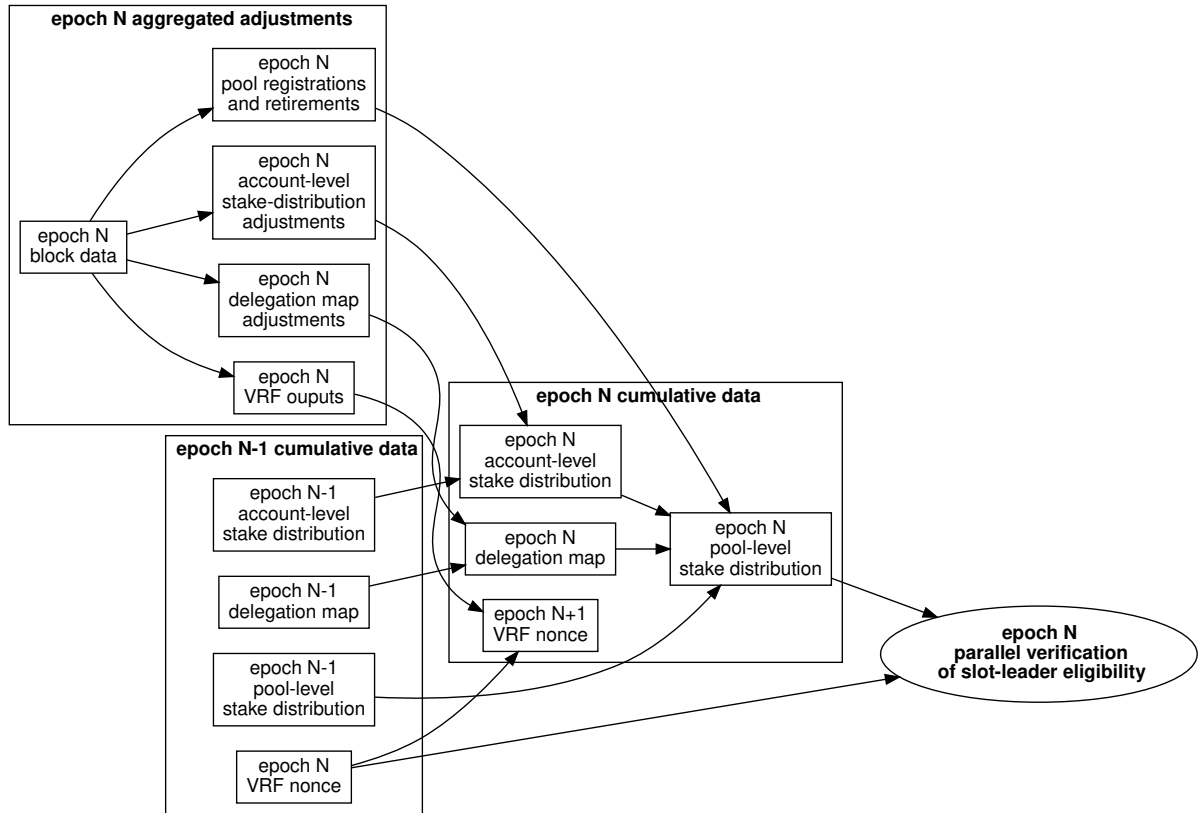 epoch N aggregated adjustments
epoch N
pool registrations
and retirements
epoch N
account-level
stake-distribution
adjustments
epoch N
block data
epoch N
delegation map
adjustments
epoch N
VRF ouputs
epoch N cumulative data
epoch N
account-level
stake distribution
epoch N
delegation map
epoch N+1
VRF nonce
epoch N
pool-level
stake distribution
epoch N-1 cumulative data
epoch N-1
account-level
stake distribution
epoch N-1
delegation map
epoch N-1
pool-level
stake distribution
epoch N
VRF nonce
epoch N
parallel verification
of slot-leader eligibility